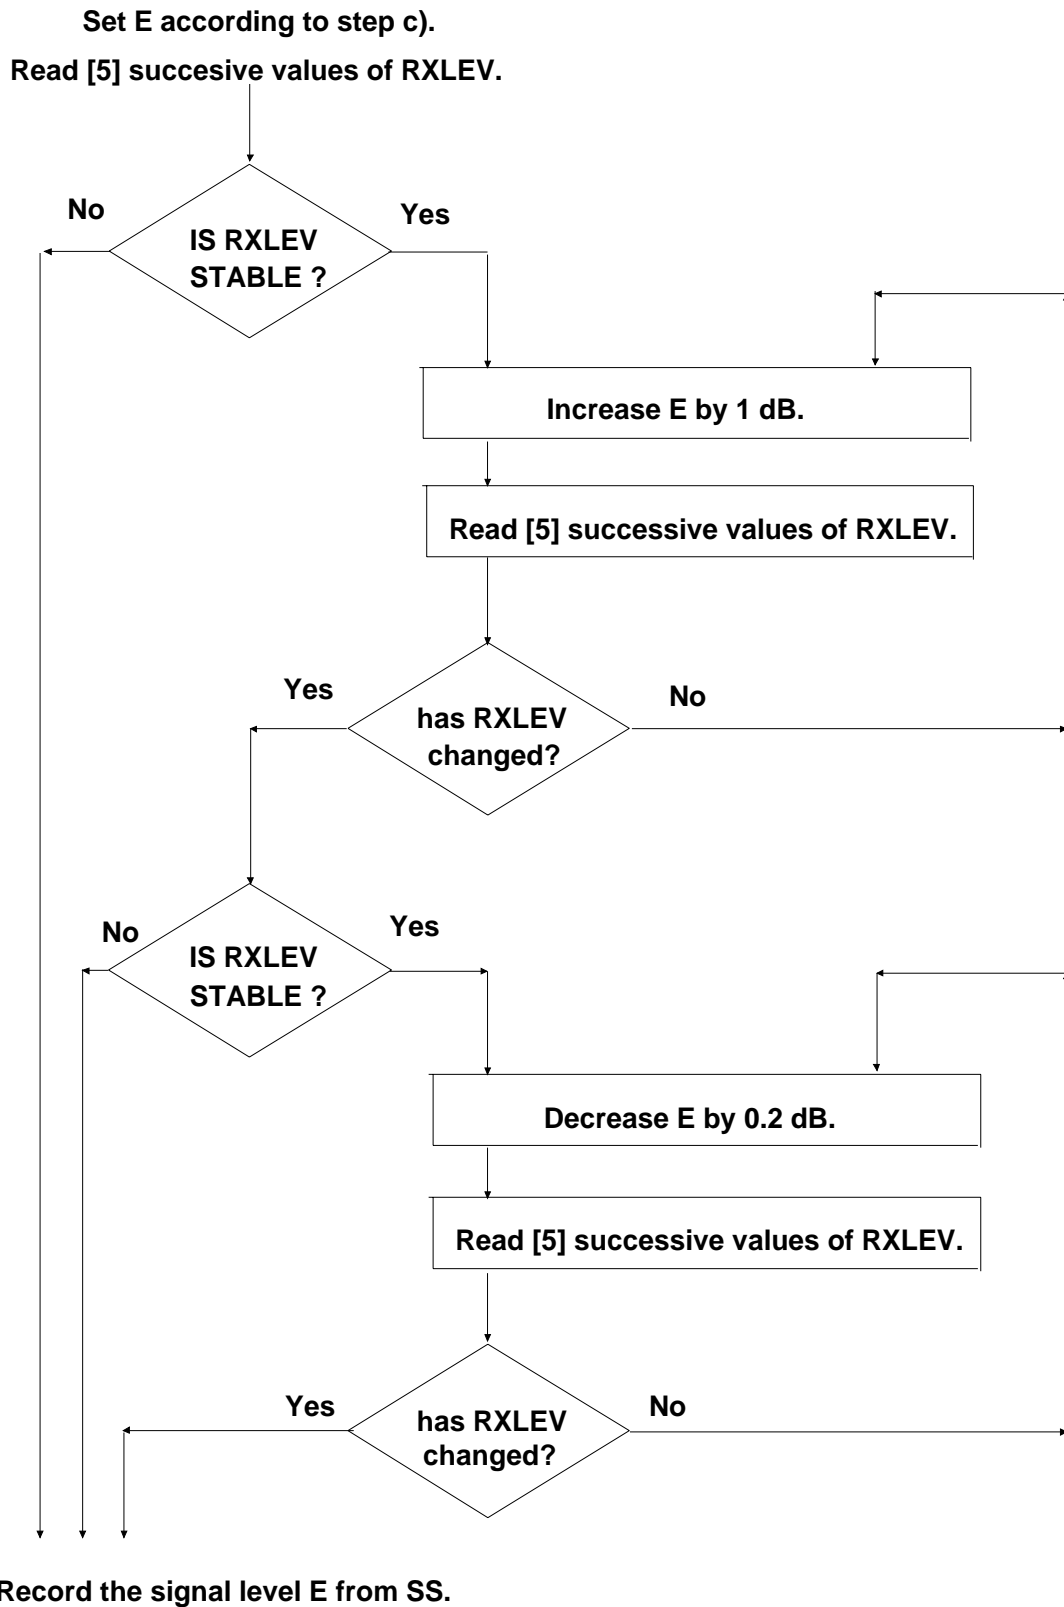 Set E according to step c).
Read [5] succesive values of RXLEV.
No
Yes
IS RXLEV
STABLE ?
Increase E by 1 dB.
Read [5] successive values of RXLEV.
Yes
No
has RXLEV
changed?
No
Yes
IS RXLEV
STABLE ?
Decrease E by 0.2 dB.
Read [5] successive values of RXLEV.
Yes
No
has RXLEV
changed?
Record the signal level E from SS.